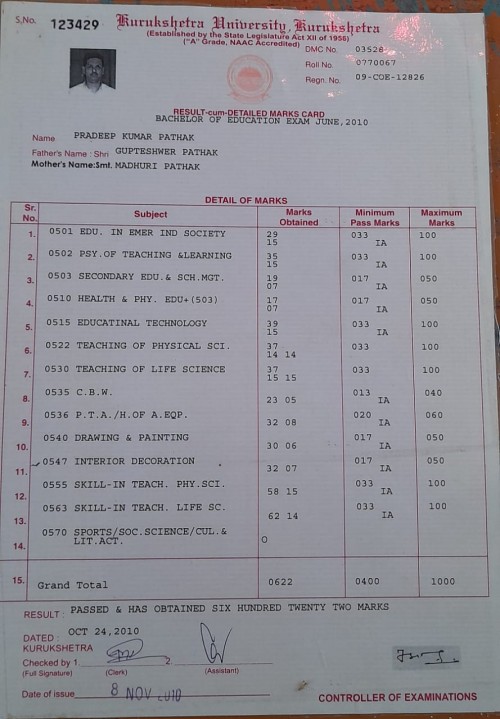 S.No. 123429 Kurukshetra University, Kurukshetra
(Established by the State Legislature Act XII of 1956)
("A" Grade, NAAC Accredited)
DMC No. 03528
Roll No. 0770067
Regn. No. 09-COE-12826
RESULT-cum-DETAILED MARKS CARD
BACHELOR OF EDUCATION EXAM JUNE,2010
Name PRADEEP KUMAR PATHAK
Father's Name : Shri GUPTESHWER PATHAK
Mother's Name:Smt. MADHURI PATHAK
DETAIL OF MARKS
Sr. No. Subject Marks Obtained Minimum Pass Marks Maximum Marks
1. 0501 EDU. IN EMER IND SOCIETY 29 033 100
15 IA
2. 0502 PSY.OF TEACHING &LEARNING 35 033 100
15 IA
3. 0503 SECONDARY EDU.& SCH.MGT. 19 017 050
07 IA
4. 0510 HEALTH & PHY. EDU+(503) 17 017 050
07 IA
5. 0515 EDUCATINAL TECHNOLOGY 39 033 100
15 IA
6. 0522 TEACHING OF PHYSICAL SCI. 37 033 100
14 14
7. 0530 TEACHING OF LIFE SCIENCE 37 033 100
15 15
8. 0535 C.B.W. 013 040
23 05 IA
9. 0536 P.T.A./H.OF A.EQP. 020 060
32 08 IA
10. 0540 DRAWING & PAINTING 017 050
30 06 IA
11. 0547 INTERIOR DECORATION 017 050
32 07 IA
12. 0555 SKILL-IN TEACH. PHY.SCI. 033 100
58 15 IA
13. 0563 SKILL-IN TEACH. LIFE SC. 033 100
62 14 IA
14. 0570 SPORTS/SOC.SCIENCE/CUL.&
LIT.ACT. O
15. Grand Total 0622 0400 1000
RESULT : PASSED & HAS OBTAINED SIX HUNDRED TWENTY TWO MARKS
DATED : OCT 24,2010
KURUKSHETRA
Checked by 1 2
(Full Signature) (Clerk) (Assistant)
Date of issue 8 NOV 2010
CONTROLLER OF EXAMINATIONS